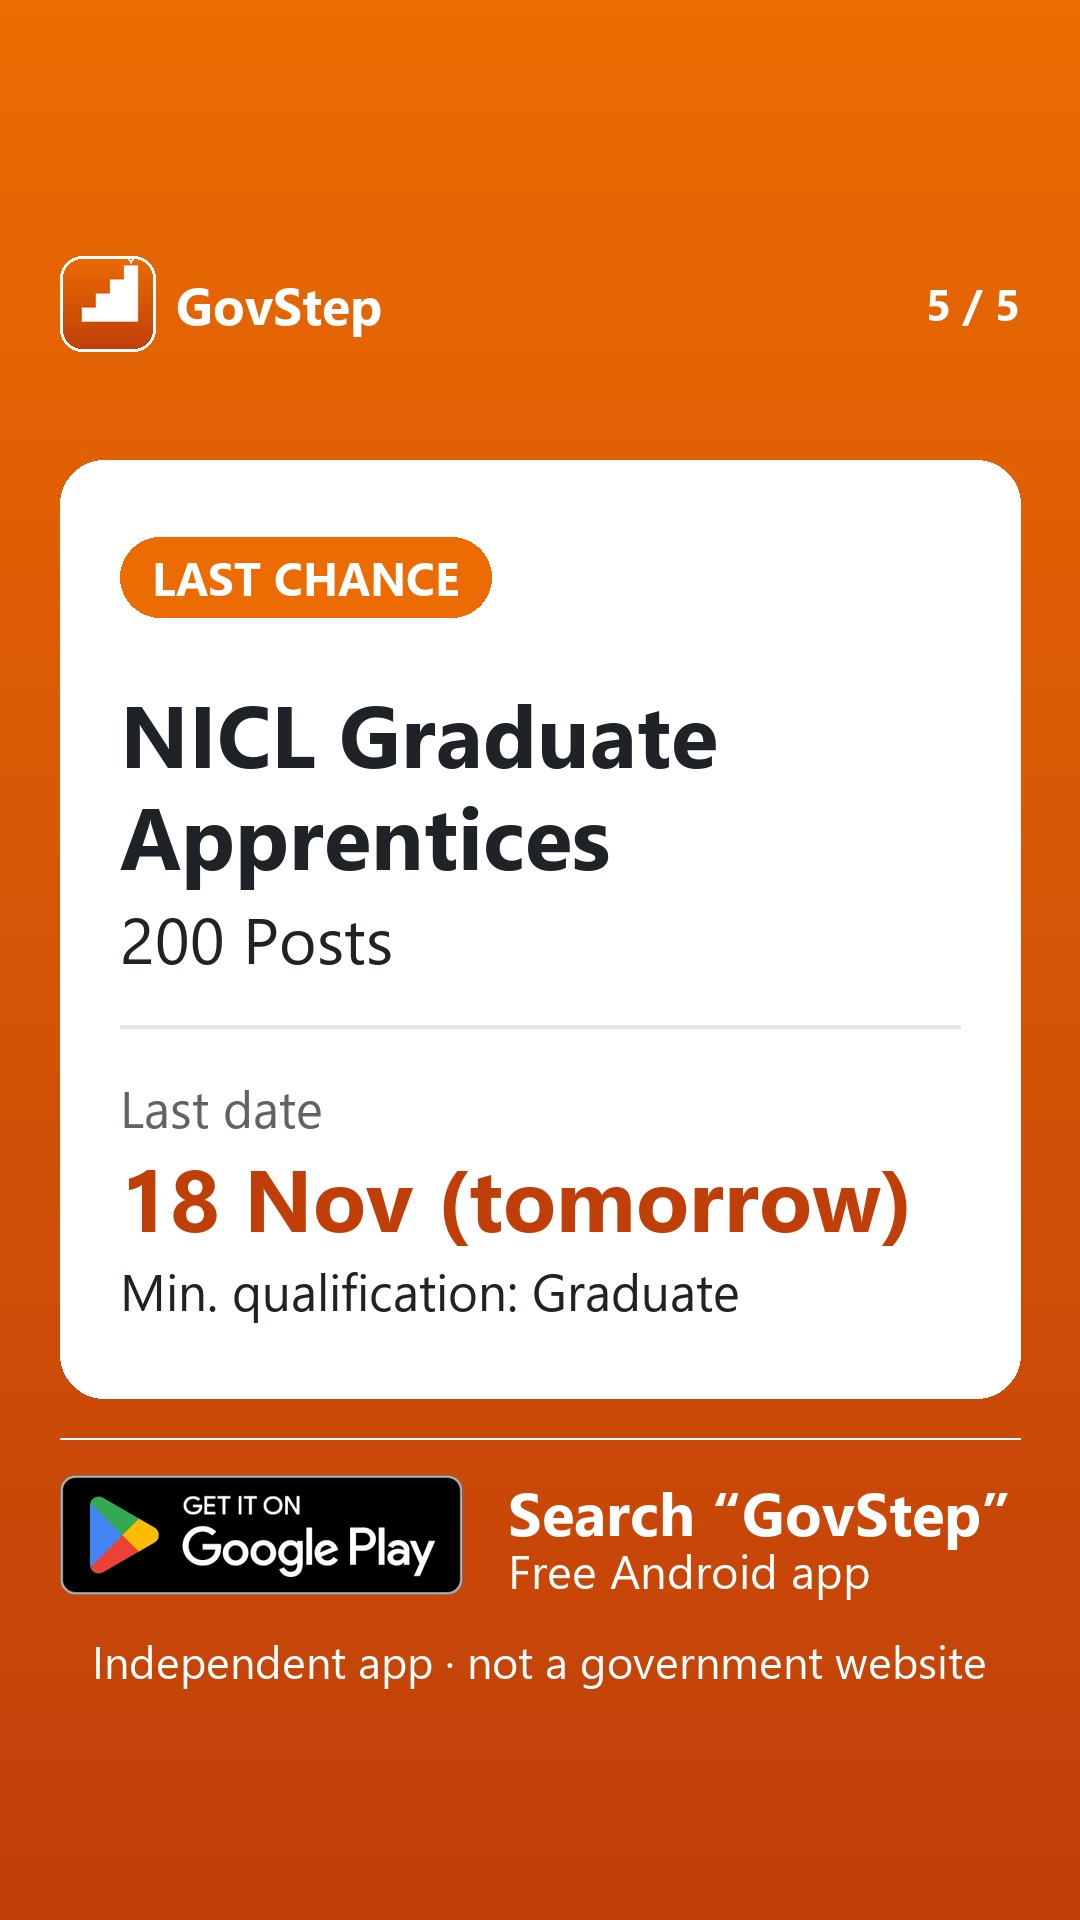 GovStep
5 / 5
LAST CHANCE
NICL Graduate
Apprentices
200 Posts
Last date
18 Nov (tomorrow)
Min. qualification: Graduate
GET IT ON
Google Play
Search “GovStep”
Free Android app
Independent app · not a government website